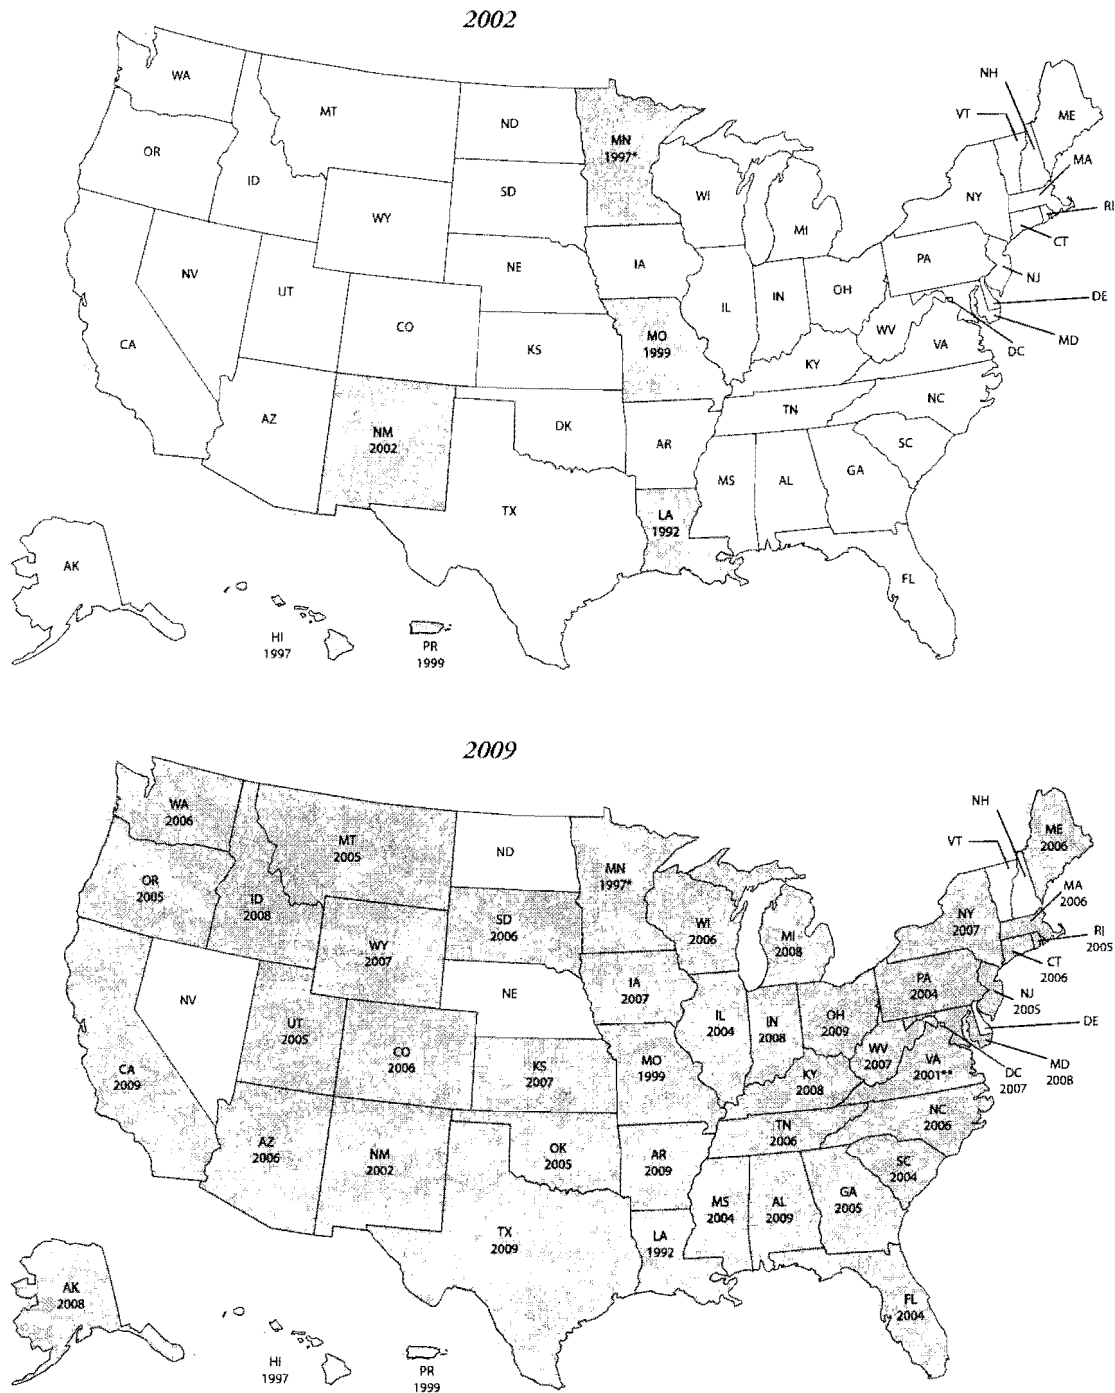 2002
WA
MT
ND
MN
1997*
OR
ID
SD
WI
NH
VT
ME
MA
RI
CT
NY
WY
MI
NV
UT
NE
IA
PA
NJ
DE
MD
DC
CA
CO
KS
IL
IN
OH
WV
VA
MO
1999
KY
AZ
NM
2002
DK
AR
TN
NC
SC
TX
MS
AL
GA
LA
1992
FL
AK
HI
1997
PR
1999
2009
WA
2006
MT
2005
ND
MN
1997*
OR
2005
ID
2008
SD
2006
WI
2006
NH
VT
ME
2006
MA
2006
RI
2005
CT
2006
NY
2007
WY
2007
MI
2008
NV
UT
2005
NE
IA
2007
PA
2004
NJ
2005
DE
MD
2008
DC
2007
CA
2009
CO
2006
KS
2007
IL
2004
IN
2008
OH
2009
WV
2007
VA
2001**
MO
1999
KY
2008
AZ
2006
NM
2002
OK
2005
AR
2009
TN
2006
NC
2006
SC
2004
TX
2009
MS
2004
AL
2009
GA
2005
LA
1992
FL
2004
AK
2008
HI
1997
PR
1999